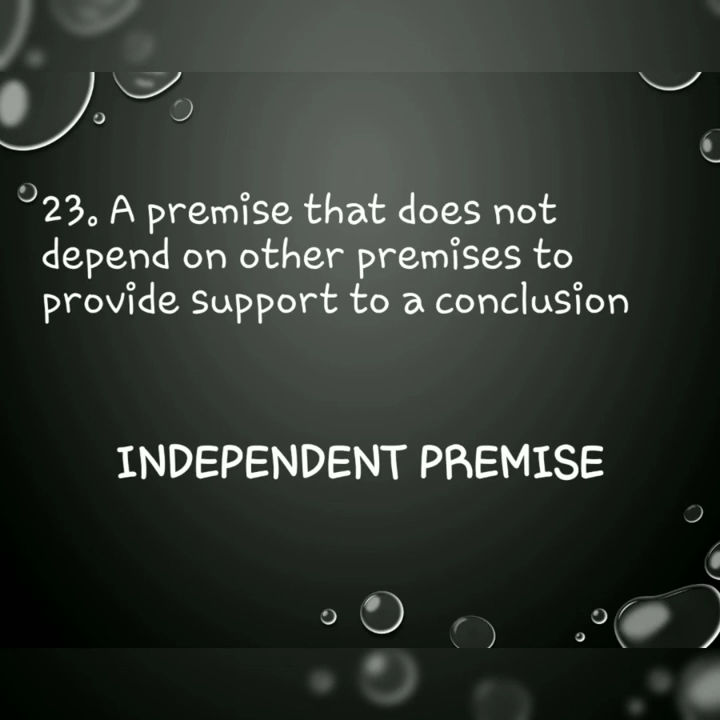 23. A premise that does not
depend on other premises to
provide support to a conclusion
INDEPENDENT PREMISE